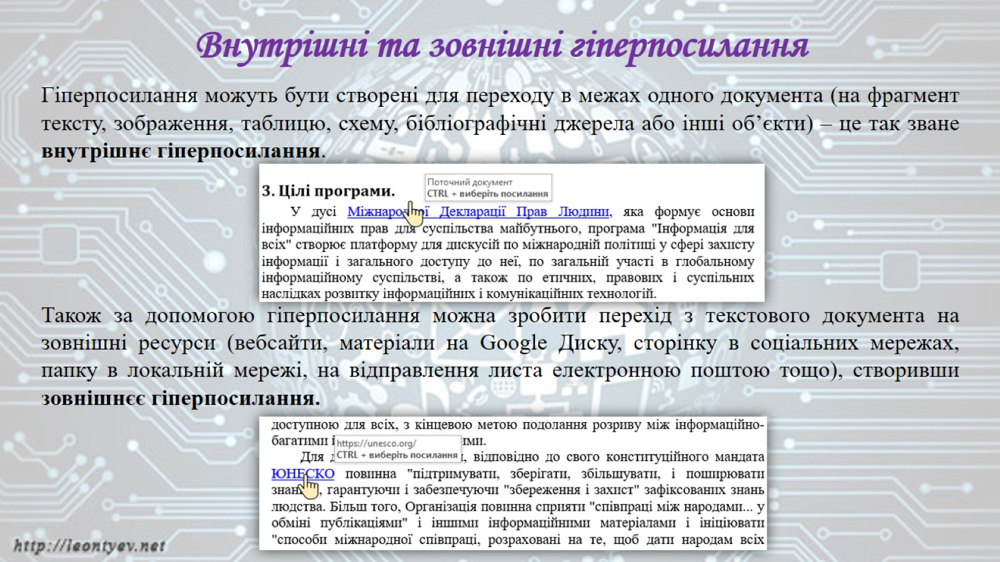 Внутрішні та зовнішні гіперпосилання
Гіперпосилання можуть бути створені для переходу в межах одного документа (на фрагмент
тексту, зображення, таблицю, схему, бібліографічні джерела або інші об’єкти) – це так зване
внутрішнє гіперпосилання.
Поточний документ
CTRL + виберіть посилання
3. Цілі програми.
У дусі Міжнародної Декларації Прав Людини, яка формує основи
інформаційних прав для суспільства майбутнього, програма "Інформація для
всіх" створює платформу для дискусій по міжнародній політиці у сфері захисту
інформації і загального доступу до неї, по загальній участі в глобальному
інформаційному суспільстві, а також по етичних, правових і суспільних
наслідках розвитку інформаційних і комунікаційних технологій.
Також за допомогою гіперпосилання можна зробити перехід з текстового документа на
зовнішні ресурси (вебсайти, матеріали на Google Диску, сторінку в соціальних мережах,
папку в локальній мережі, на відправлення листа електронною поштою тощо), створивши
зовнішнєє гіперпосилання.
доступною для всіх, з кінцевою метою подолання розриву між інформаційно-
багатими
https://unesco.org/
CTRL + виберіть посилання
Для відповідно до свого конституційного мандата
ЮНЕСКО повинна "підтримувати, зберігати, збільшувати, і поширювати
гарантуючи і забезпечуючи "збереження і захист" зафіксованих знань
людства. Більш того, Організація повинна сприяти "співпраці між народами... у
обміні публікаціями" і іншими інформаційними матеріалами і ініціювати
"способи міжнародної співпраці, розраховані на те, щоб дати народам всіх
http://leontyev.net